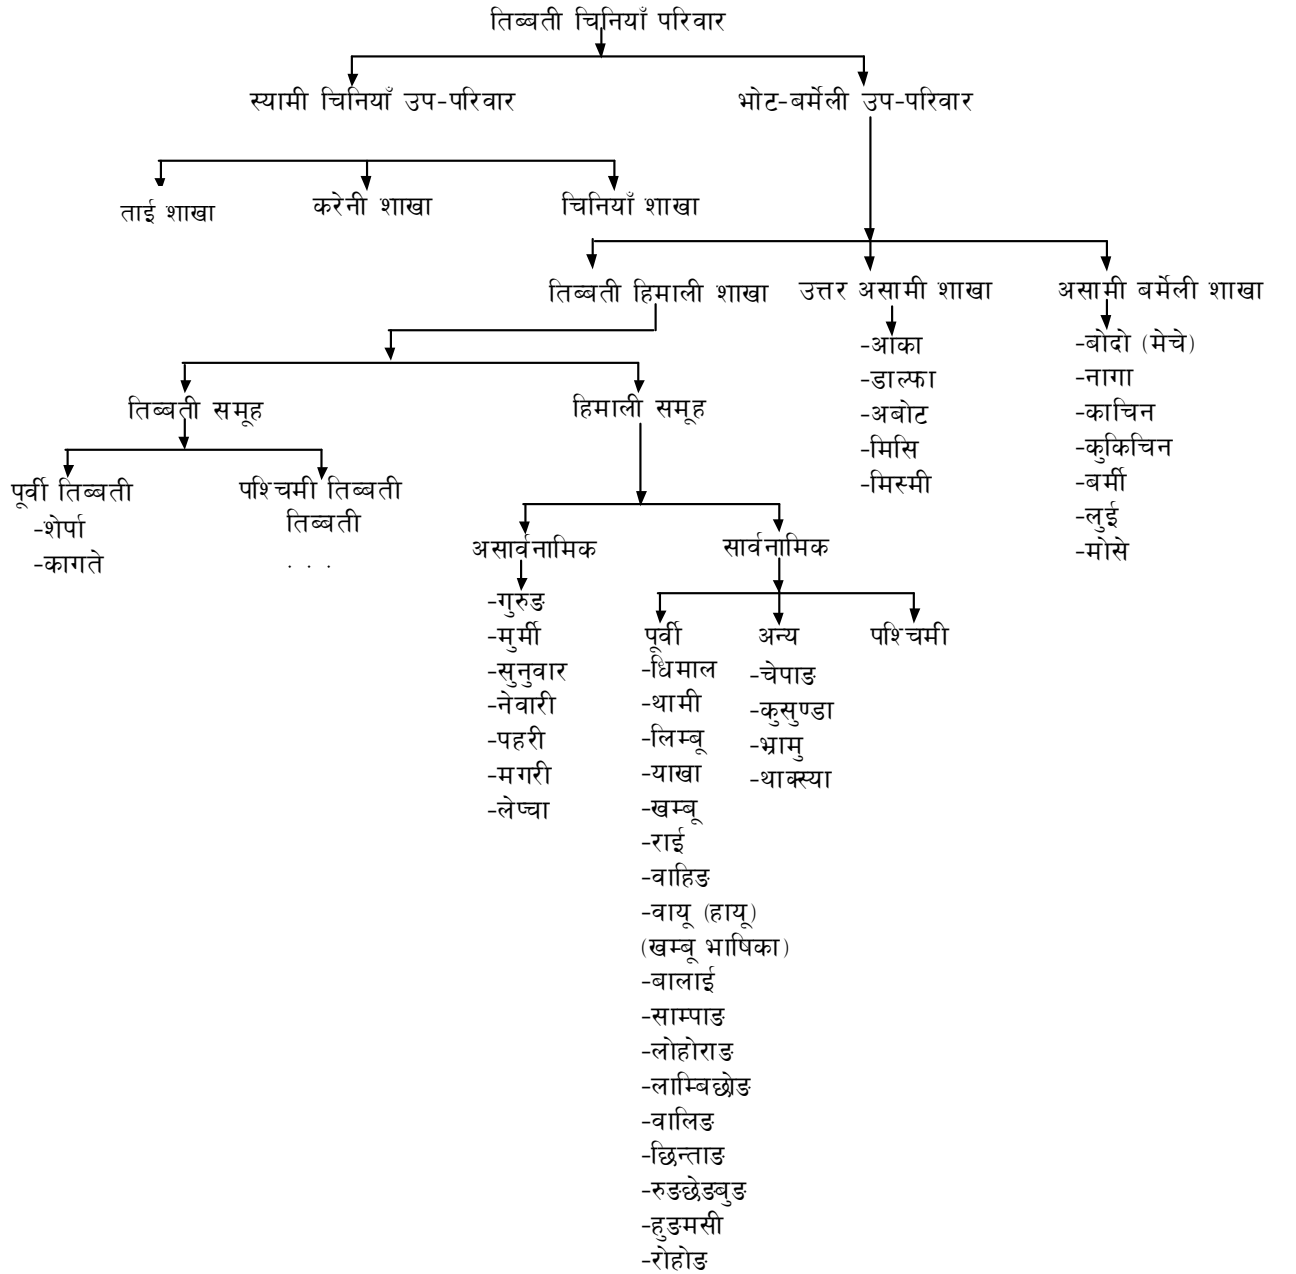 तिब्बती चिनियाँ परिवार
स्यामी चिनियाँ उप-परिवार
भोट-बर्मेली उप-परिवार
ताई शाखा
करेनी शाखा
चिनियाँ शाखा
तिब्बती हिमाली शाखा
उत्तर असामी शाखा
-आका
-डाल्फा
-अबोट
-मिसि
-मिस्मी
असामी बर्मेली शाखा
-बोदो (मेचे)
-नागा
-काचिन
-कुकिचिन
-बर्मी
-लुई
-मोसे
तिब्बती समूह
हिमाली समूह
पूर्वी तिब्बती
-शेर्पा
-कागते
पश्चिमी तिब्बती
तिब्बती
. . .
असार्वनामिक
-गुरुङ
-मुर्मी
-सुनुवार
-नेवारी
-पहरी
-मगरी
-लेप्चा
सार्वनामिक
पूर्वी
-धिमाल
-थामी
-लिम्बू
-याखा
-खम्बू
-राई
-वाहिङ
-वायू (हायू)
(खम्बू भाषिका)
-बालाई
-साम्पाङ
-लोहोराङ
-लाम्बिछोङ
-वालिङ
-छिन्ताङ
-रुङछेङबुङ
-हुङमसी
-रोहोङ
अन्य
-चेपाङ
-कुसुण्डा
-भ्रामु
-थाक्स्या
पश्चिमी